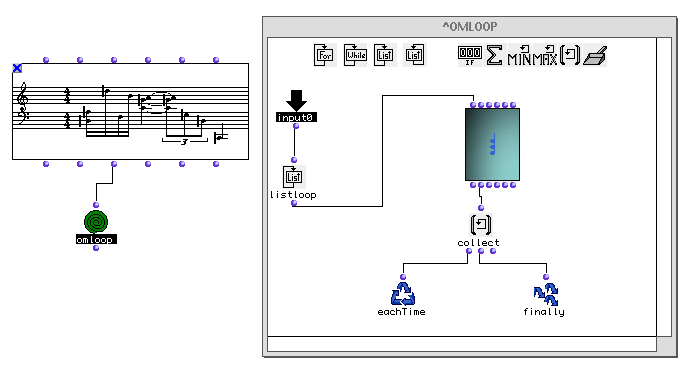 ^OMLOOP
For
While
List
List
000
IF
Σ
MIN
MAX
4
4
4
4
3
input0
List
listloop
omloop
collect
eachTime
finally